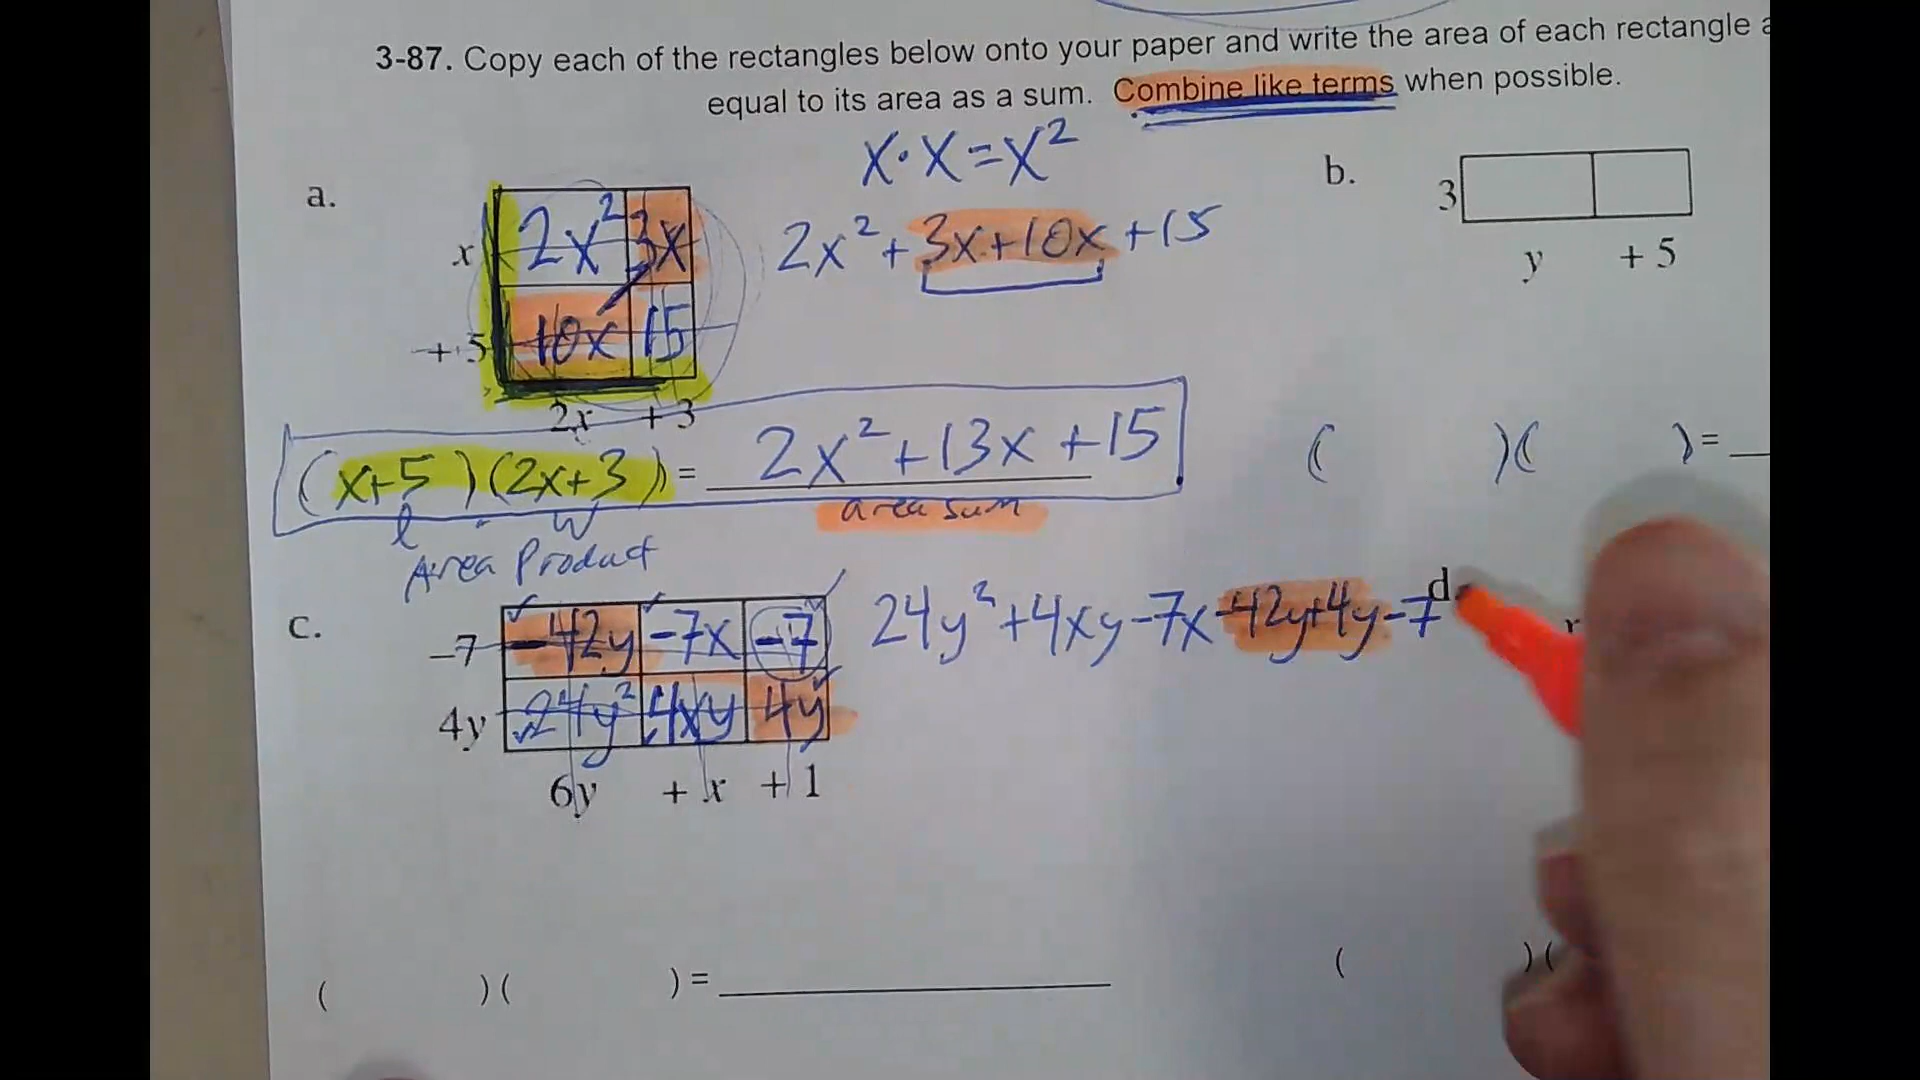 3-87. Copy each of the rectangles below onto your paper and write the area of each rectangle
equal to its area as a sum. Combine like terms when possible.
x·x=x²
a.
x
2x²
3x
2x²+3x+10x+15
+ 5
10x
15
2x + 3
(x+5)(2x+3) = 2x²+13x+15
l · w
area sum
Area Product
b.
3
y + 5
( )( ) =
c.
-7
-42y
-7x
-7
24y²+4xy-7x-42y+4y-7
d.
4y
24y²
4xy
4y
6y + x + 1
( )( ) =
( )(